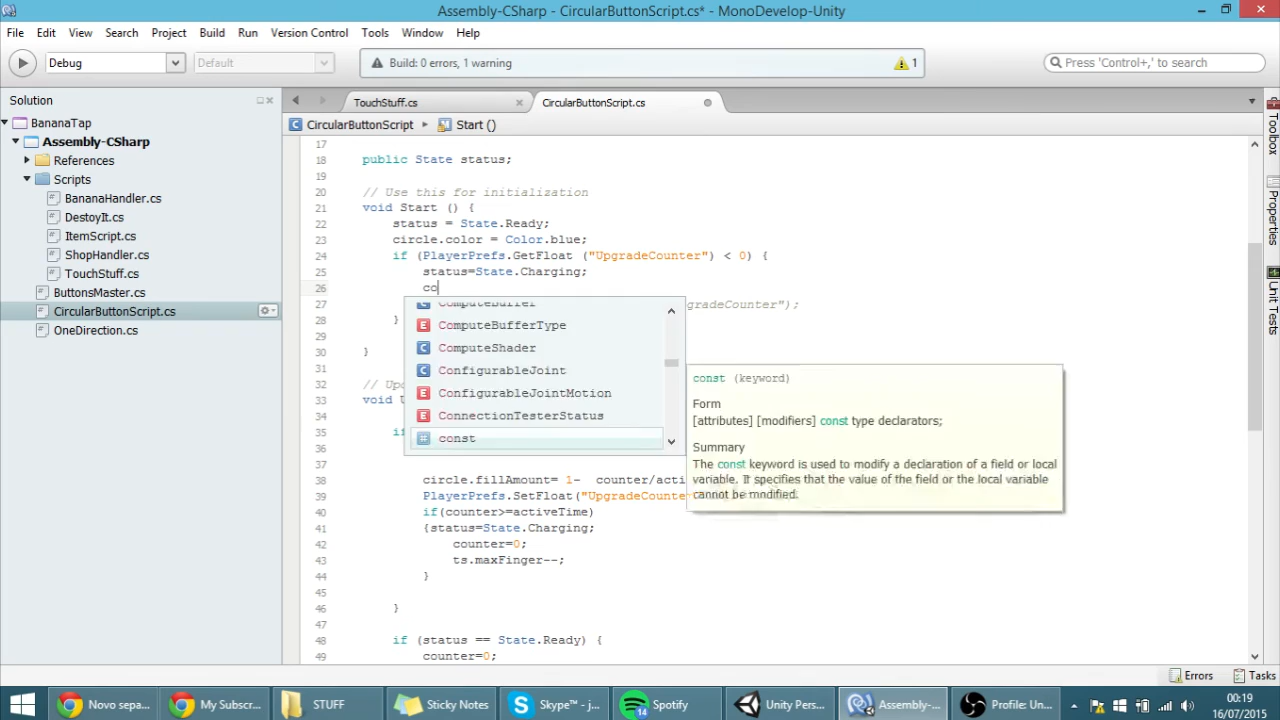 Assembly-CSharp - CircularButtonScript.cs* - MonoDevelop-Unity
File Edit View Search Project Build Run Version Control Tools Window Help
Debug
Default
Build: 0 errors, 1 warning
1
Press 'Control+,' to search
Solution
TouchStuff.cs
CircularButtonScript.cs
BananaTap
CircularButtonScript
Start ()
Assembly-CSharp
References
Scripts
BananaHandler.cs
DestoyIt.cs
ItemScript.cs
ShopHandler.cs
TouchStuff.cs
ButtonsMaster.cs
CircularButtonScript.cs
OneDirection.cs
17
18 public State status;
19
20 // Use this for initialization
21 void Start () {
22 status = State.Ready;
23 circle.color = Color.blue;
24 if (PlayerPrefs.GetFloat ("UpgradeCounter") < 0) {
25 status=State.Charging;
26 co
27 gradeCounter");
28 }
29
30 }
31
32 // Up
33 void U
34
35 if
36
37
38 circle.fillAmount= 1- counter/acti
39 PlayerPrefs.SetFloat("UpgradeCounte
40 if(counter>=activeTime)
41 {status=State.Charging;
42 counter=0;
43 ts.maxFinger--;
44 }
45
46 }
47
48 if (status == State.Ready) {
49 counter=0;
ComputeBuffer
ComputeBufferType
ComputeShader
ConfigurableJoint
ConfigurableJointMotion
ConnectionTesterStatus
const
const (keyword)
Form
[attributes] [modifiers] const type declarators;
Summary
The const keyword is used to modify a declaration of a field or local
variable. It specifies that the value of the field or the local variable
cannot be modified.
Toolbox
Properties
Unit Tests
Errors
Tasks
Novo sepa...
My Subscr...
STUFF
Sticky Notes
Skype™ - j...
14
Spotify
Unity Pers...
Assembly-...
Profile: Un...
00:19
16/07/2015